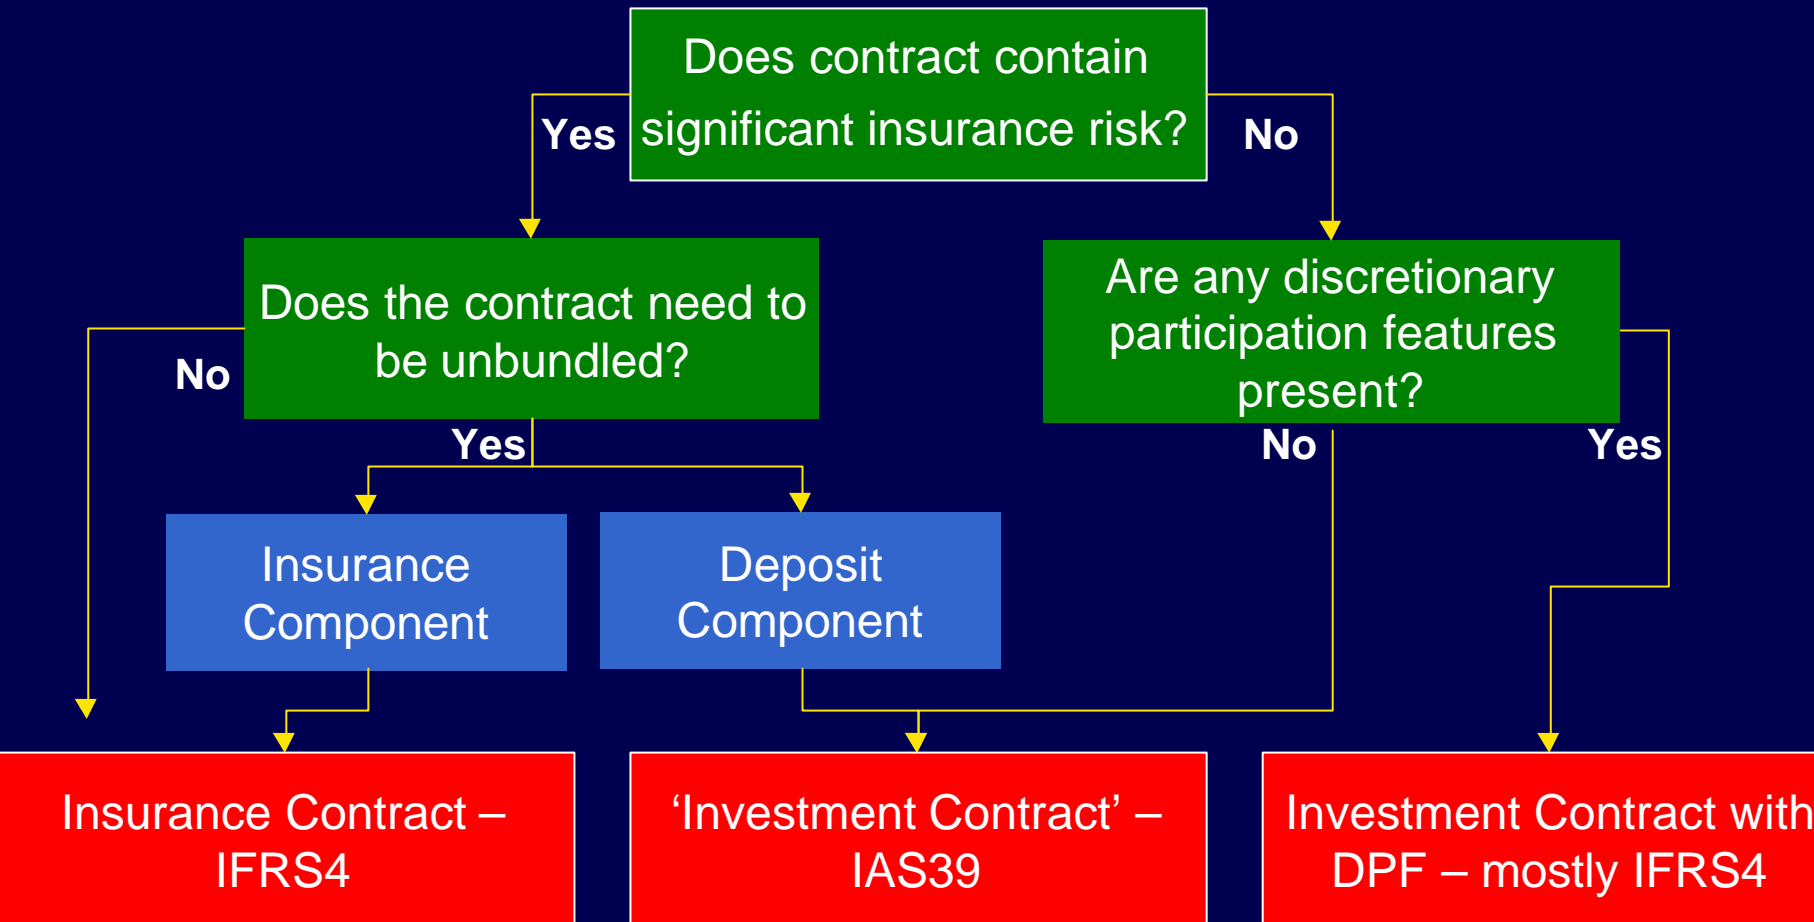 Does contract contain
significant insurance risk?
Yes
No
Does the contract need to
be unbundled?
Are any discretionary
participation features
present?
No
Yes
No
Yes
Insurance
Component
Deposit
Component
Insurance Contract –
IFRS4
‘Investment Contract’ –
IAS39
Investment Contract with
DPF – mostly IFRS4